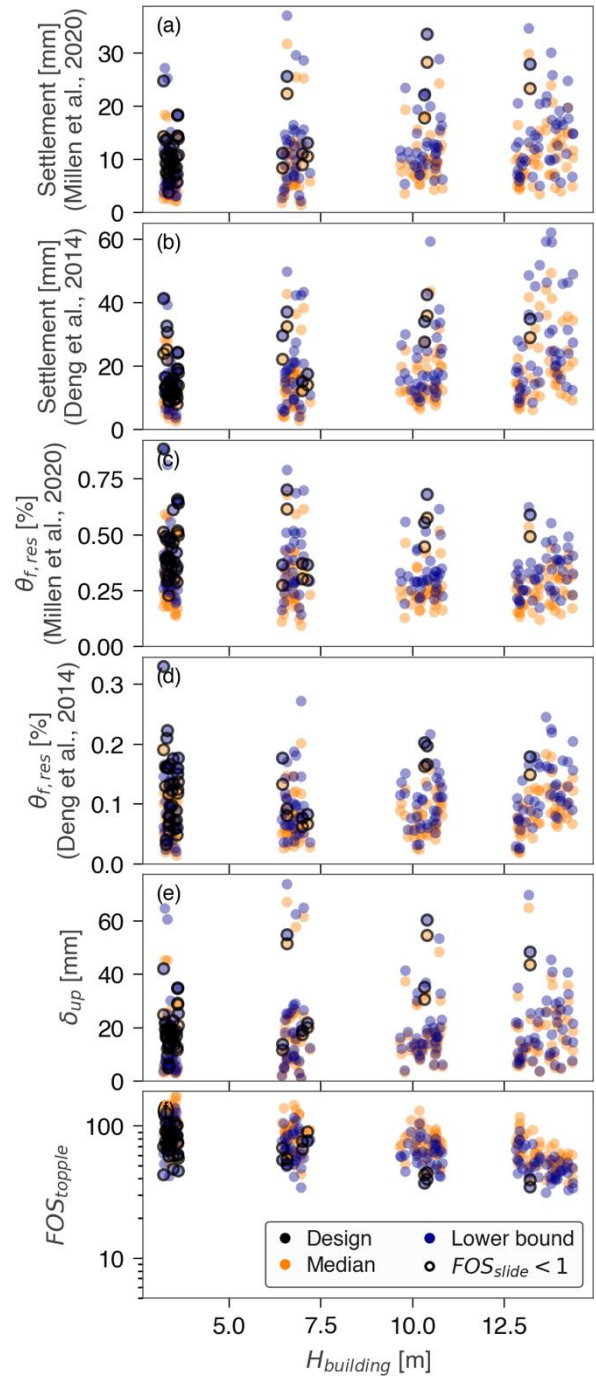 (a)
Settlement [mm]
(Millen et al., 2020)
30
20
10
0
(b)
Settlement [mm]
(Deng et al., 2014)
60
40
20
0
(c)
θf,res [%]
(Millen et al., 2020)
0.75
0.50
0.25
0.00
(d)
θf,res [%]
(Deng et al., 2014)
0.3
0.2
0.1
0.0
(e)
δup [mm]
60
40
20
0
FOStopple
100
10
Design
Median
Lower bound
FOSslide < 1
5.0 7.5 10.0 12.5
Hbuilding [m]